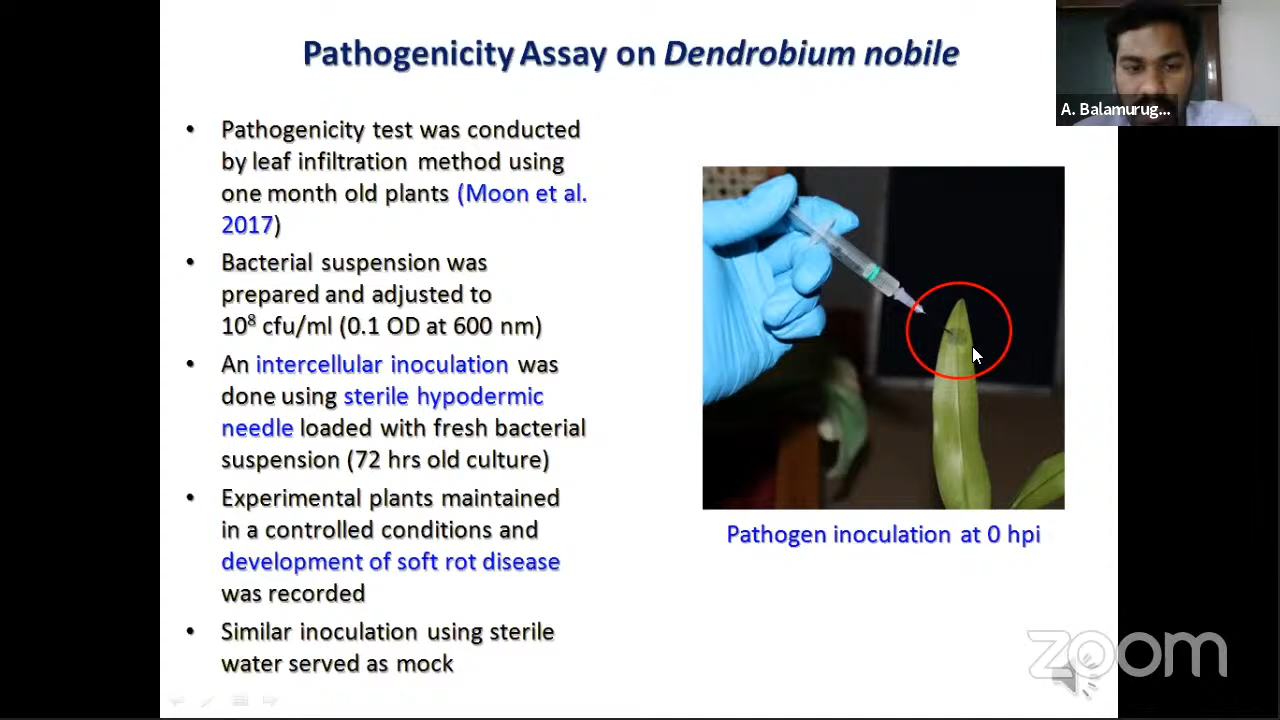 Pathogenicity Assay on Dendrobium nobile
A. Balamurug...
• Pathogenicity test was conducted
by leaf infiltration method using
one month old plants (Moon et al.
2017)
• Bacterial suspension was
prepared and adjusted to
10⁸ cfu/ml (0.1 OD at 600 nm)
• An intercellular inoculation was
done using sterile hypodermic
needle loaded with fresh bacterial
suspension (72 hrs old culture)
• Experimental plants maintained
in a controlled conditions and
development of soft rot disease
was recorded
• Similar inoculation using sterile
water served as mock
Pathogen inoculation at 0 hpi
zoom